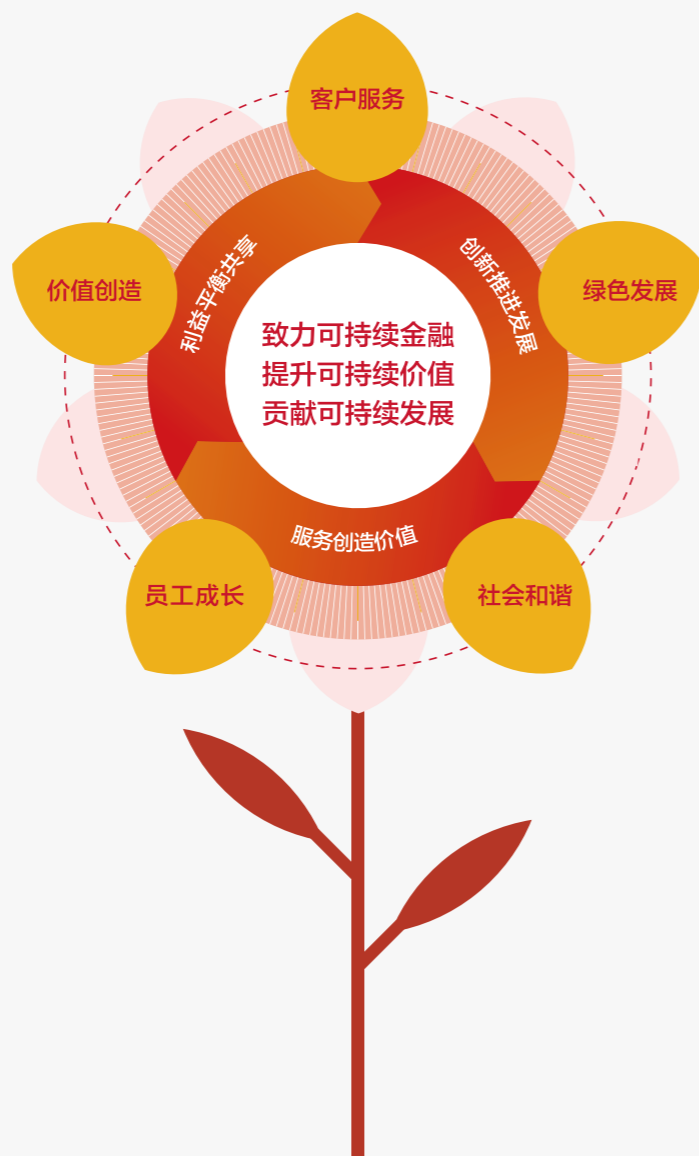 客户服务
价值创造
绿色发展
利益平衡共享
创新推进发展
致力可持续金融
提升可持续价值
贡献可持续发展
服务创造价值
员工成长
社会和谐